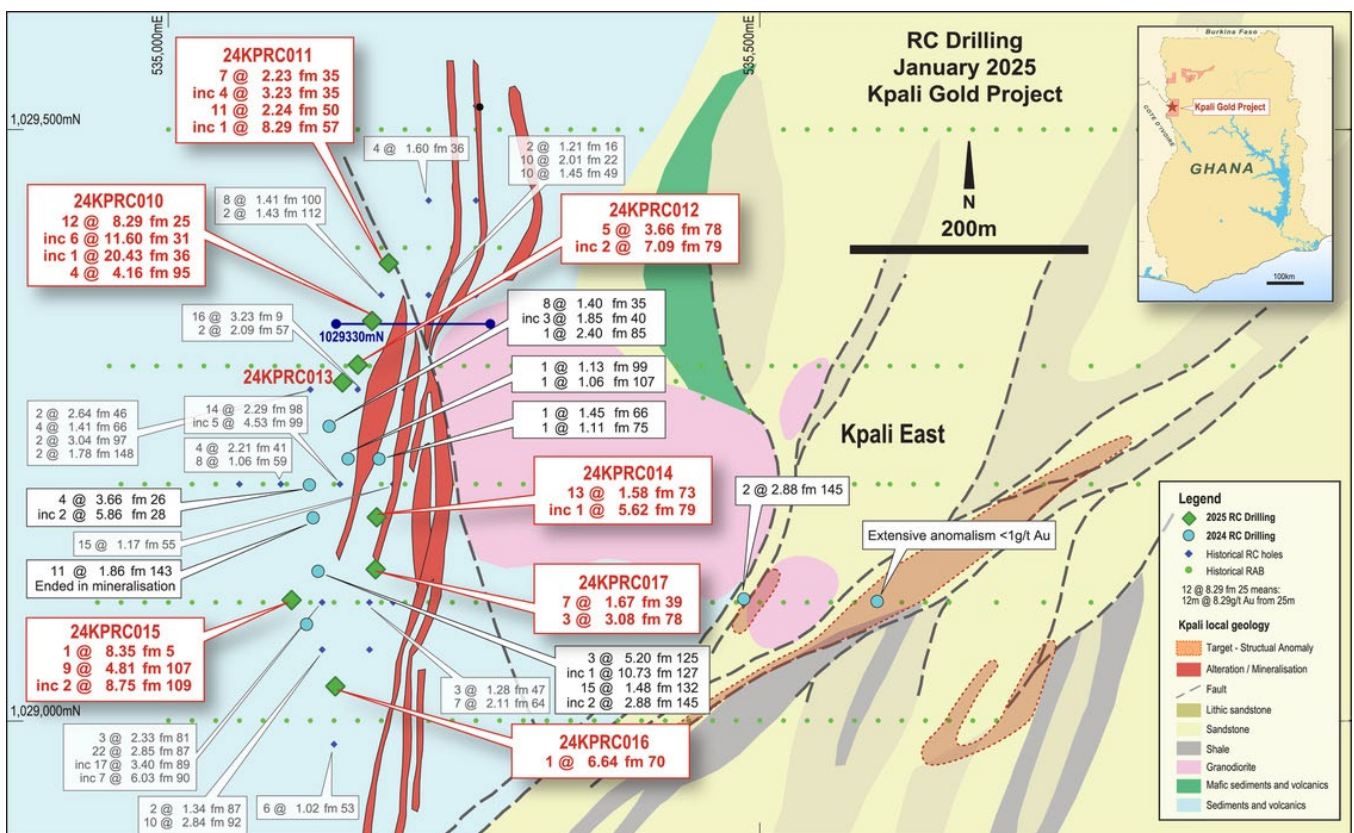 535,000mE
535,500mE
1,029,500mN
1,029,000mN
RC Drilling
January 2025
Kpali Gold Project
N
200m
Burkina Faso
COTE D'IVOIRE
Kpali Gold Project
GHANA
100km
24KPRC011
7 @ 2.23 fm 35
inc 4 @ 3.23 fm 35
11 @ 2.24 fm 50
inc 1 @ 8.29 fm 57
4 @ 1.60 fm 36
2 @ 1.21 fm 16
10 @ 2.01 fm 22
10 @ 1.45 fm 49
8 @ 1.41 fm 100
2 @ 1.43 fm 112
24KPRC010
12 @ 8.29 fm 25
inc 6 @ 11.60 fm 31
inc 1 @ 20.43 fm 36
4 @ 4.16 fm 95
24KPRC012
5 @ 3.66 fm 78
inc 2 @ 7.09 fm 79
16 @ 3.23 fm 9
2 @ 2.09 fm 57
1029330mN
8 @ 1.40 fm 35
inc 3 @ 1.85 fm 40
1 @ 2.40 fm 85
24KPRC013
1 @ 1.13 fm 99
1 @ 1.06 fm 107
2 @ 2.64 fm 46
4 @ 1.41 fm 66
2 @ 3.04 fm 97
2 @ 1.78 fm 148
14 @ 2.29 fm 98
inc 5 @ 4.53 fm 99
1 @ 1.45 fm 66
1 @ 1.11 fm 75
Kpali East
4 @ 2.21 fm 41
8 @ 1.06 fm 59
24KPRC014
13 @ 1.58 fm 73
inc 1 @ 5.62 fm 79
2 @ 2.88 fm 145
4 @ 3.66 fm 26
inc 2 @ 5.86 fm 28
Extensive anomalism <1g/t Au
15 @ 1.17 fm 55
11 @ 1.86 fm 143
Ended in mineralisation
24KPRC017
7 @ 1.67 fm 39
3 @ 3.08 fm 78
24KPRC015
1 @ 8.35 fm 5
9 @ 4.81 fm 107
inc 2 @ 8.75 fm 109
3 @ 5.20 fm 125
inc 1 @ 10.73 fm 127
15 @ 1.48 fm 132
inc 2 @ 2.88 fm 145
3 @ 1.28 fm 47
7 @ 2.11 fm 64
3 @ 2.33 fm 81
22 @ 2.85 fm 87
inc 17 @ 3.40 fm 89
inc 7 @ 6.03 fm 90
24KPRC016
1 @ 6.64 fm 70
2 @ 1.34 fm 87
10 @ 2.84 fm 92
6 @ 1.02 fm 53
Legend
2025 RC Drilling
2024 RC Drilling
Historical RC holes
Historical RAB
12 @ 8.29 fm 25 means:
12m @ 8.29g/t Au from 25m
Kpali local geology
Target - Structual Anomaly
Alteration / Mineralisation
Fault
Lithic sandstone
Sandstone
Shale
Granodiorite
Mafic sediments and volcanics
Sediments and volcanics